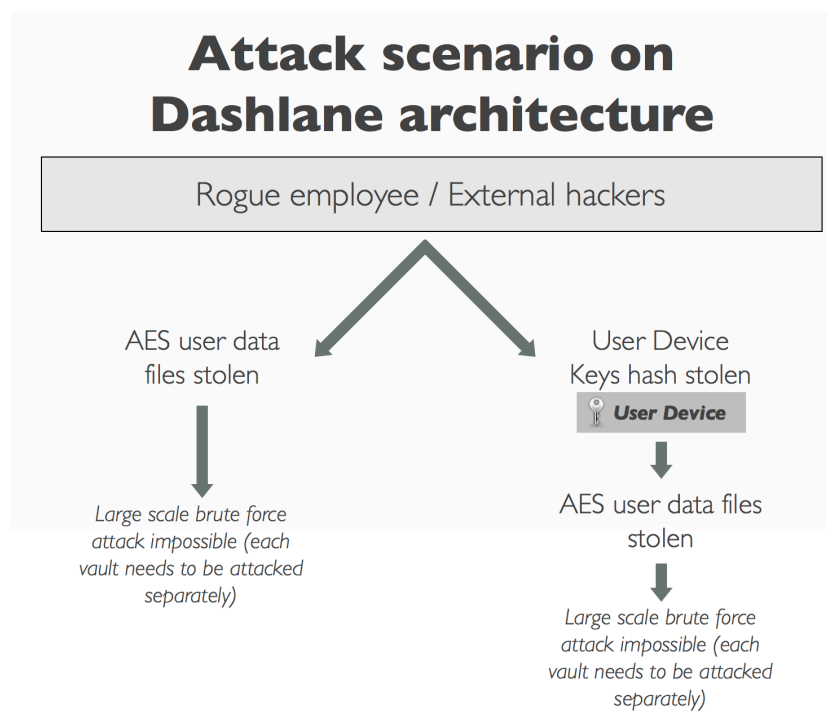 Attack scenario on
Dashlane architecture
Rogue employee / External hackers
AES user data
files stolen
Large scale brute force
attack impossible (each
vault needs to be attacked
separately)
User Device
Keys hash stolen
User Device
AES user data files
stolen
Large scale brute force
attack impossible (each
vault needs to be attacked
separately)